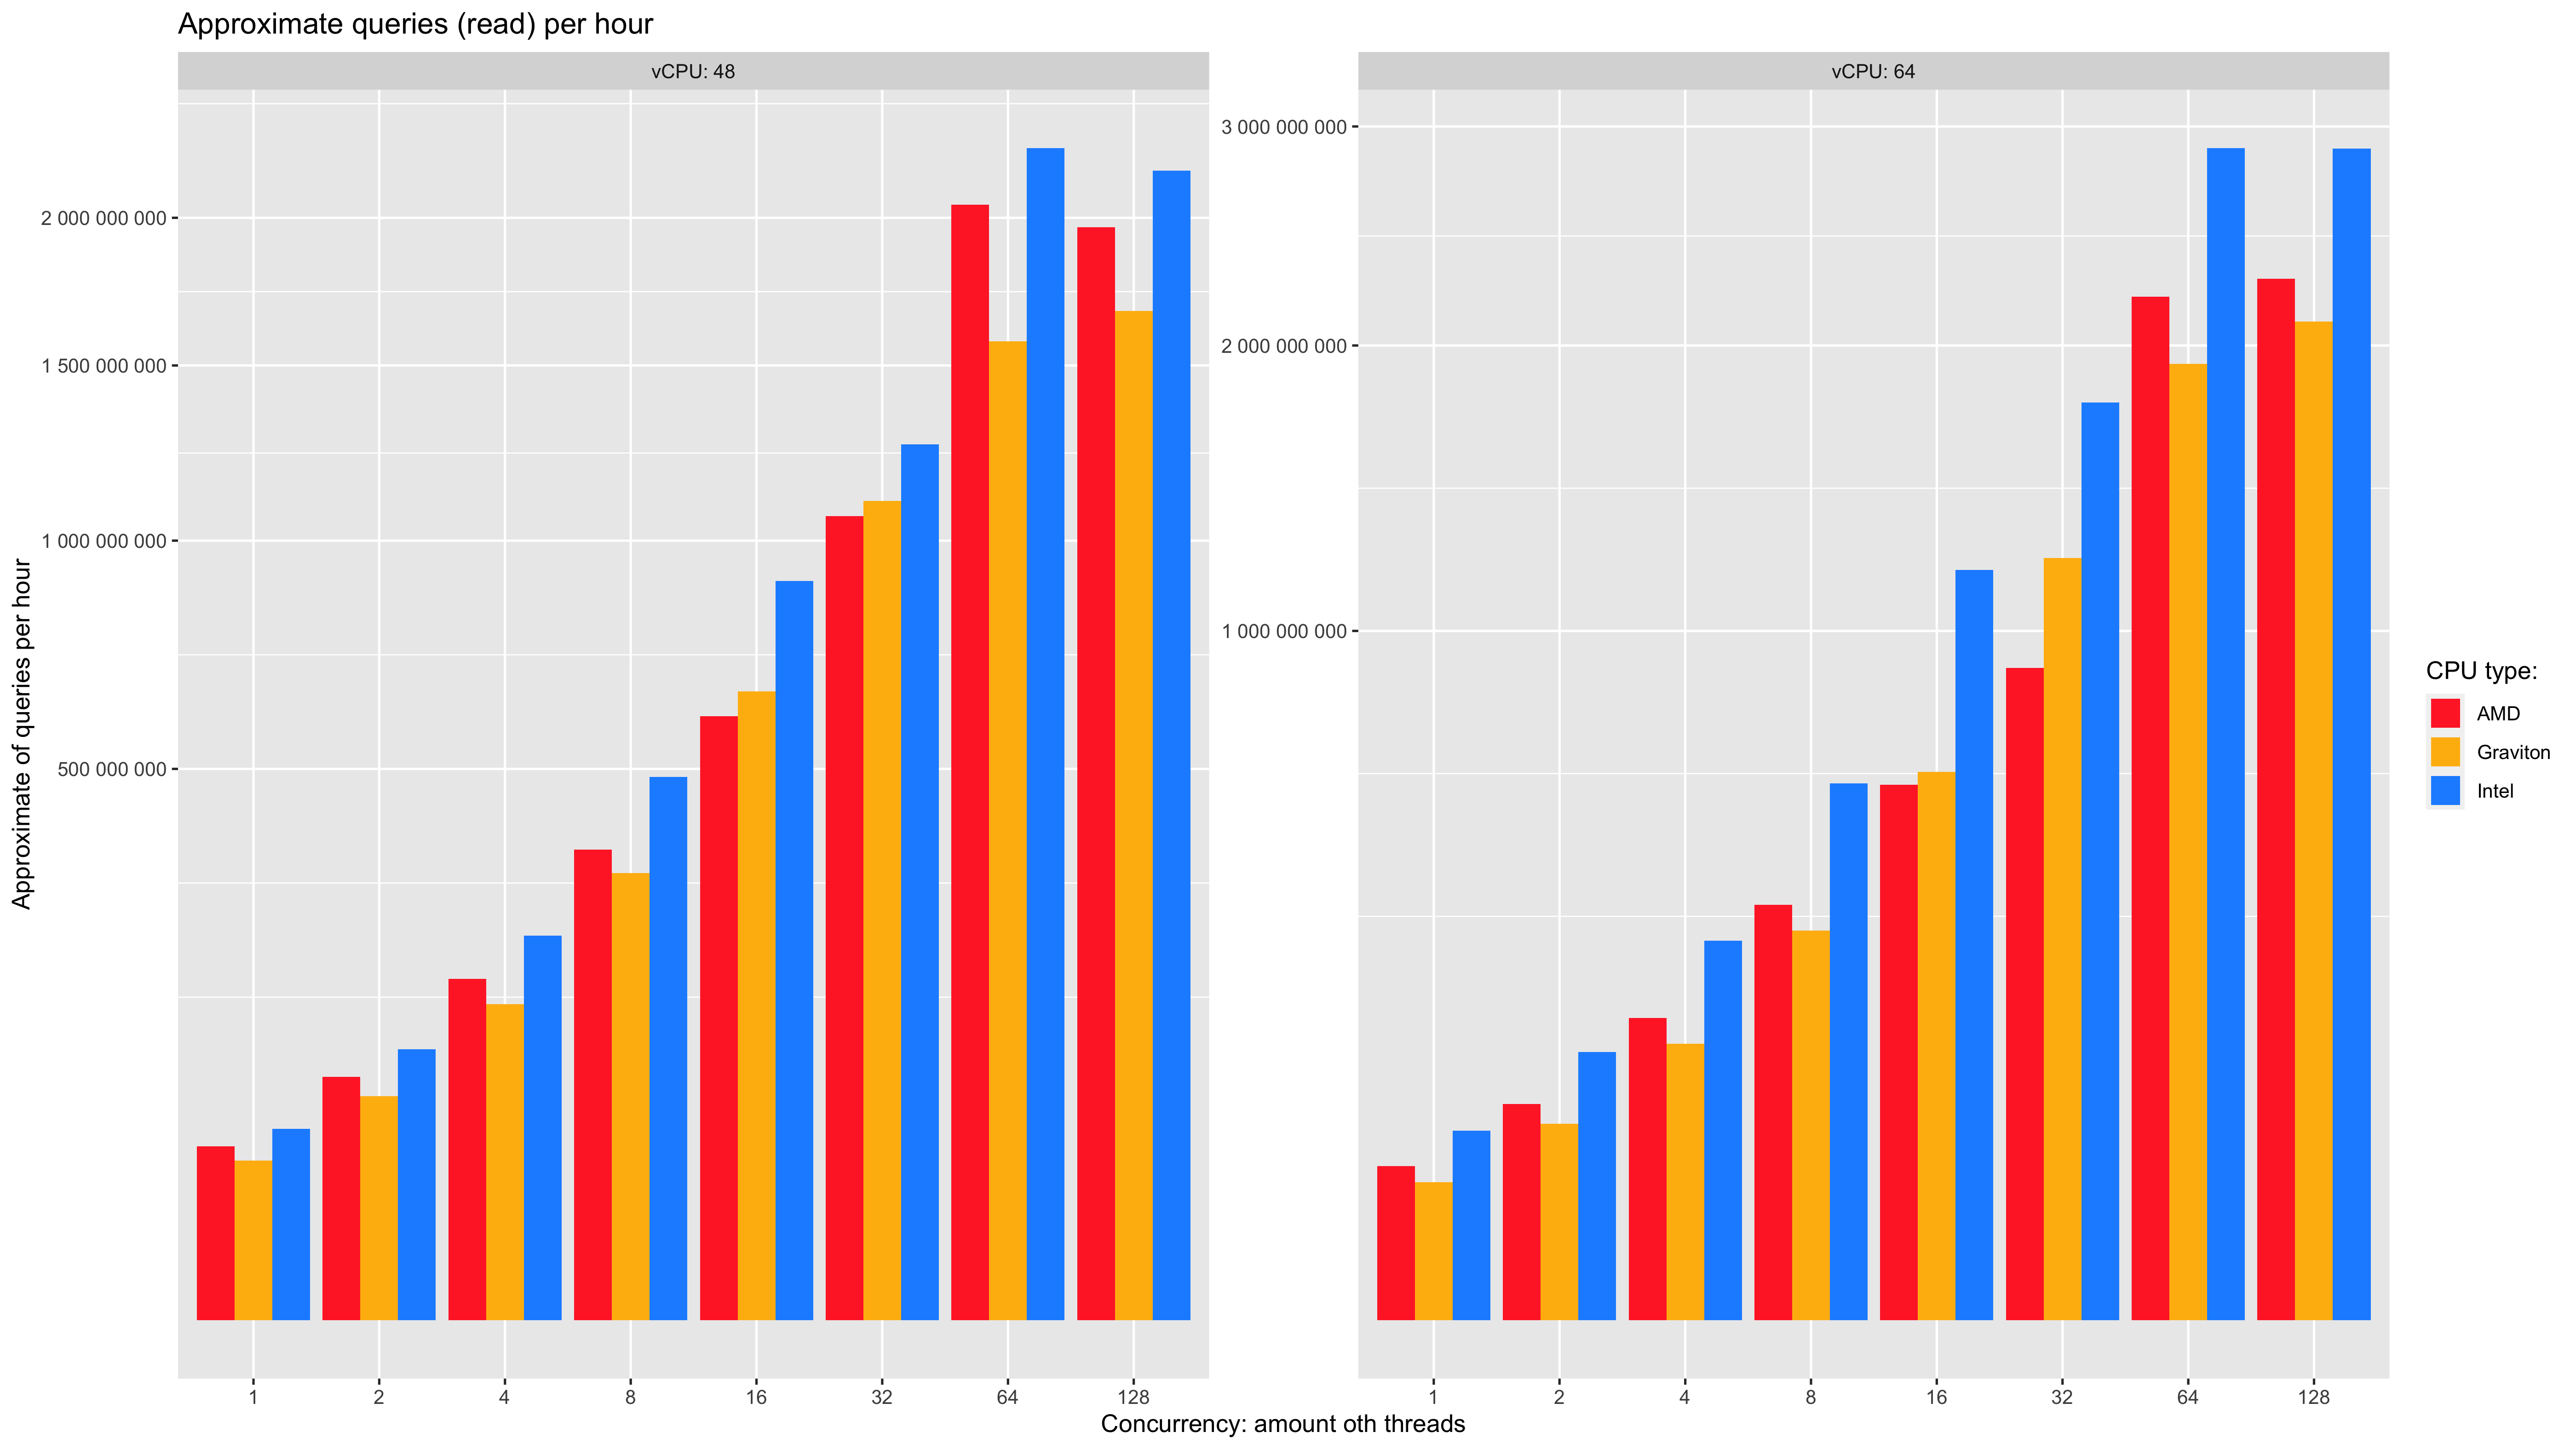 Approximate queries (read) per hour
vCPU: 48
vCPU: 64
Approximate of queries per hour
2 000 000 000
1 500 000 000
1 000 000 000
500 000 000
3 000 000 000
2 000 000 000
1 000 000 000
1 2 4 8 16 32 64 128
1 2 4 8 16 32 64 128
Concurrency: amount oth threads
CPU type:
AMD
Graviton
Intel